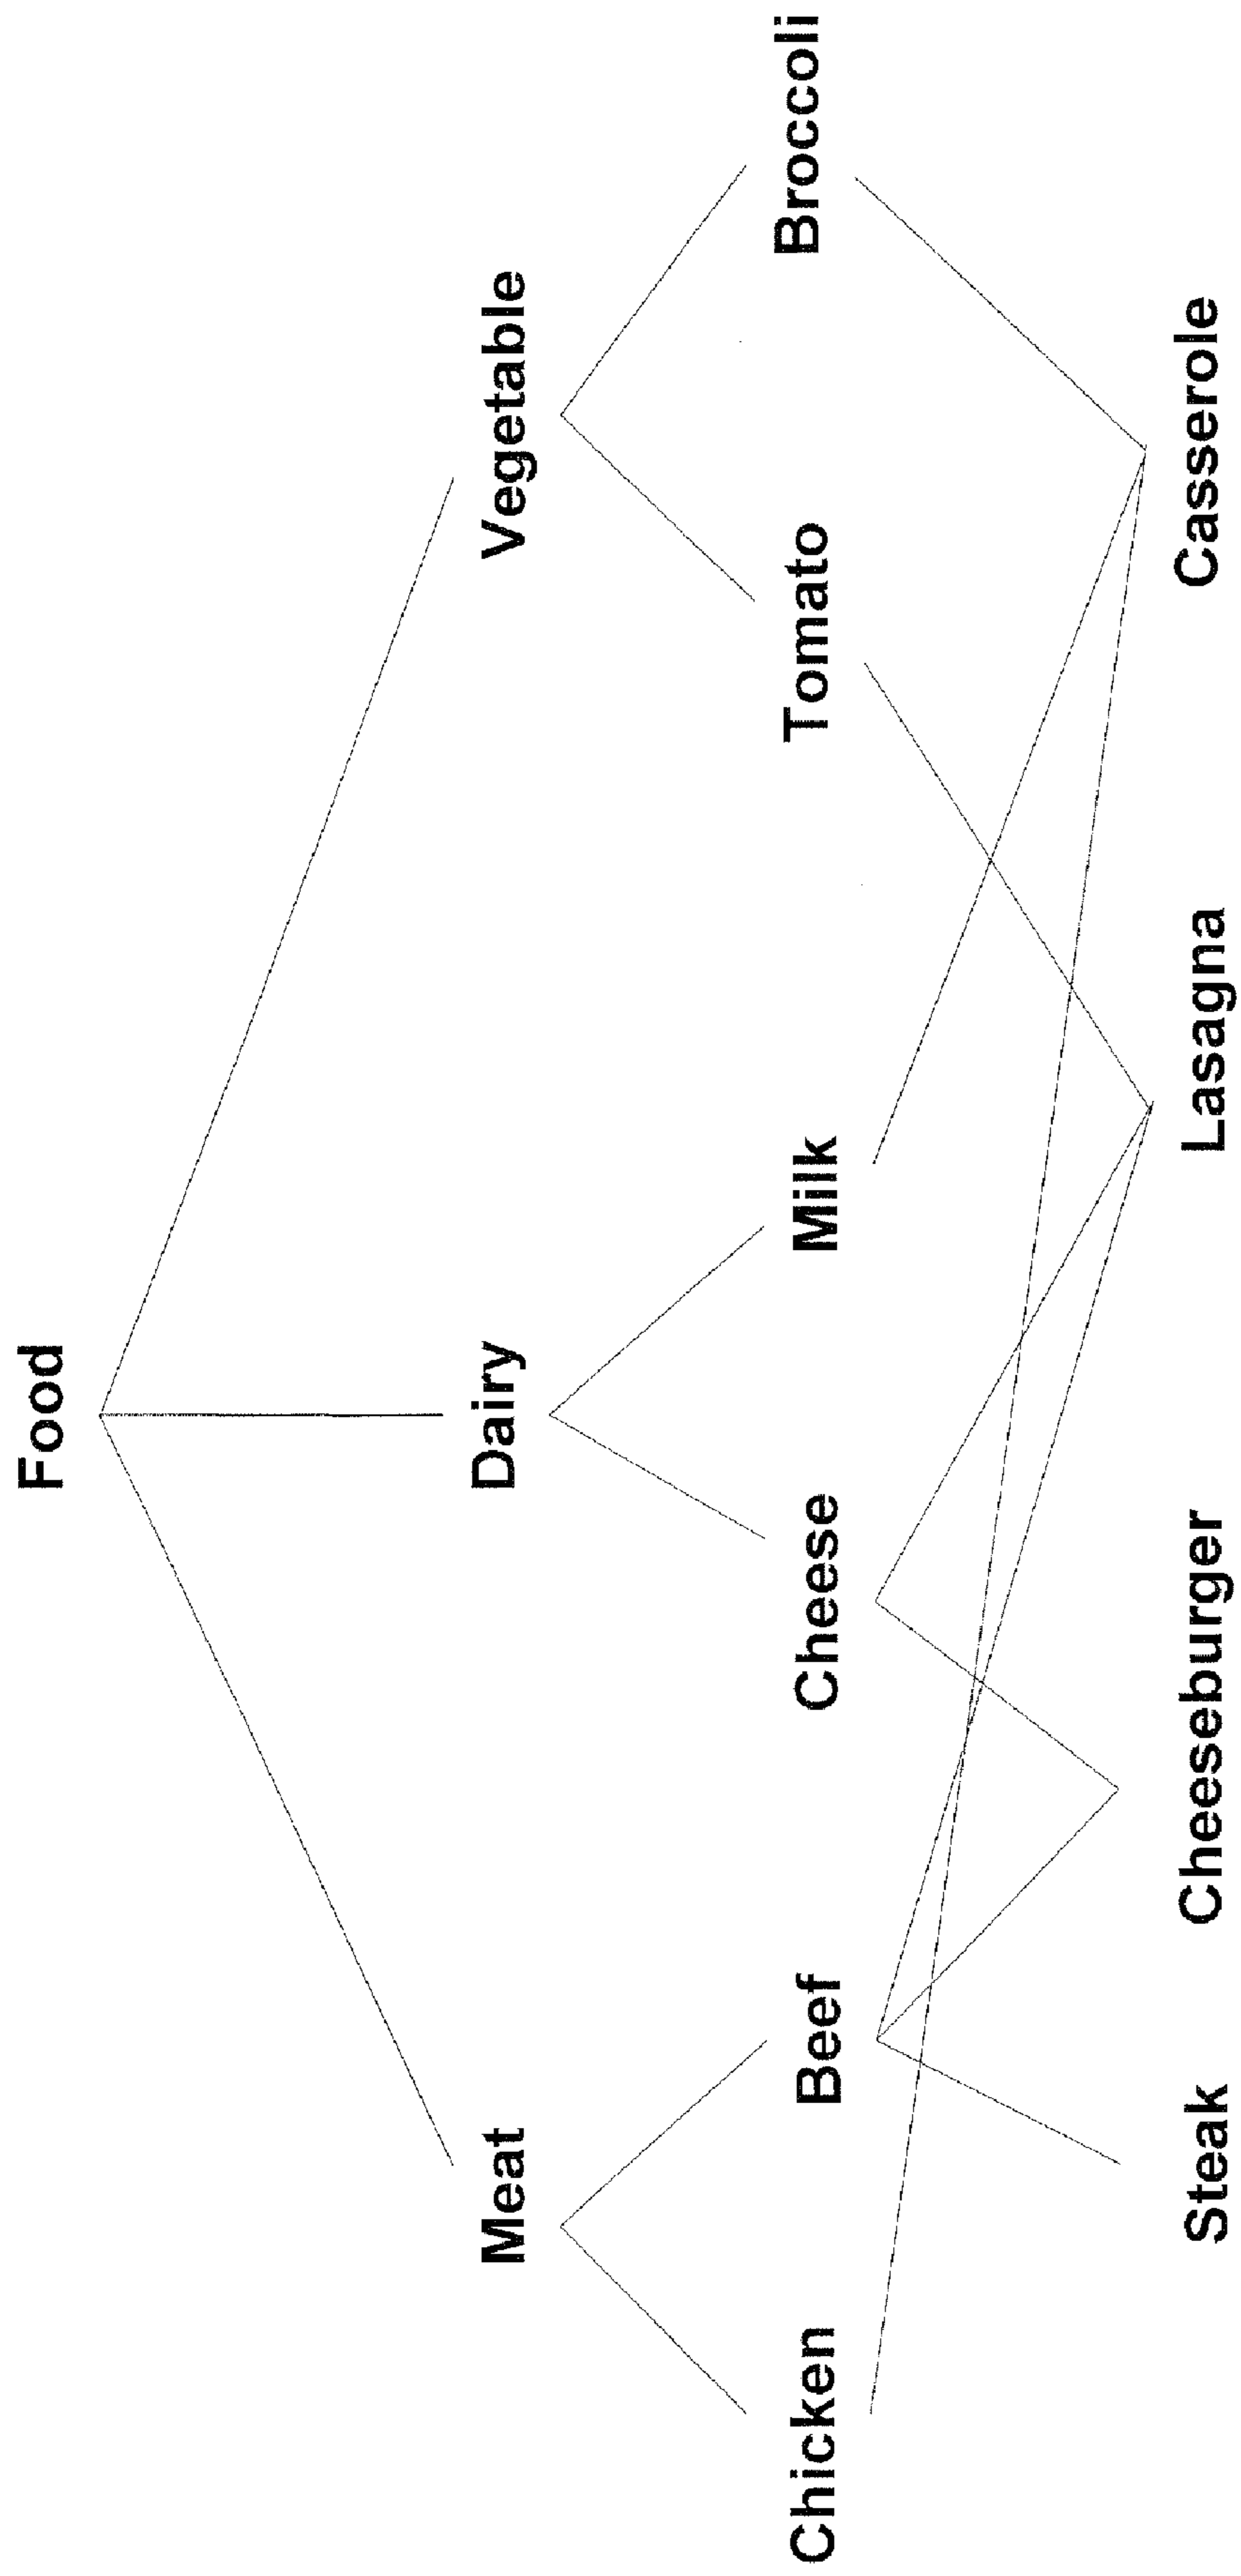 Food
Meat
Dairy
Vegetable
Chicken
Beef
Cheese
Milk
Tomato
Broccoli
Steak
Cheeseburger
Lasagna
Casserole